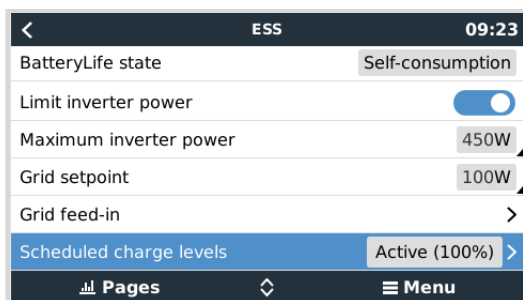 ESS 09:23
BatteryLife state Self-consumption
Limit inverter power
Maximum inverter power 450W
Grid setpoint 100W
Grid feed-in
Scheduled charge levels Active (100%)
Pages Menu